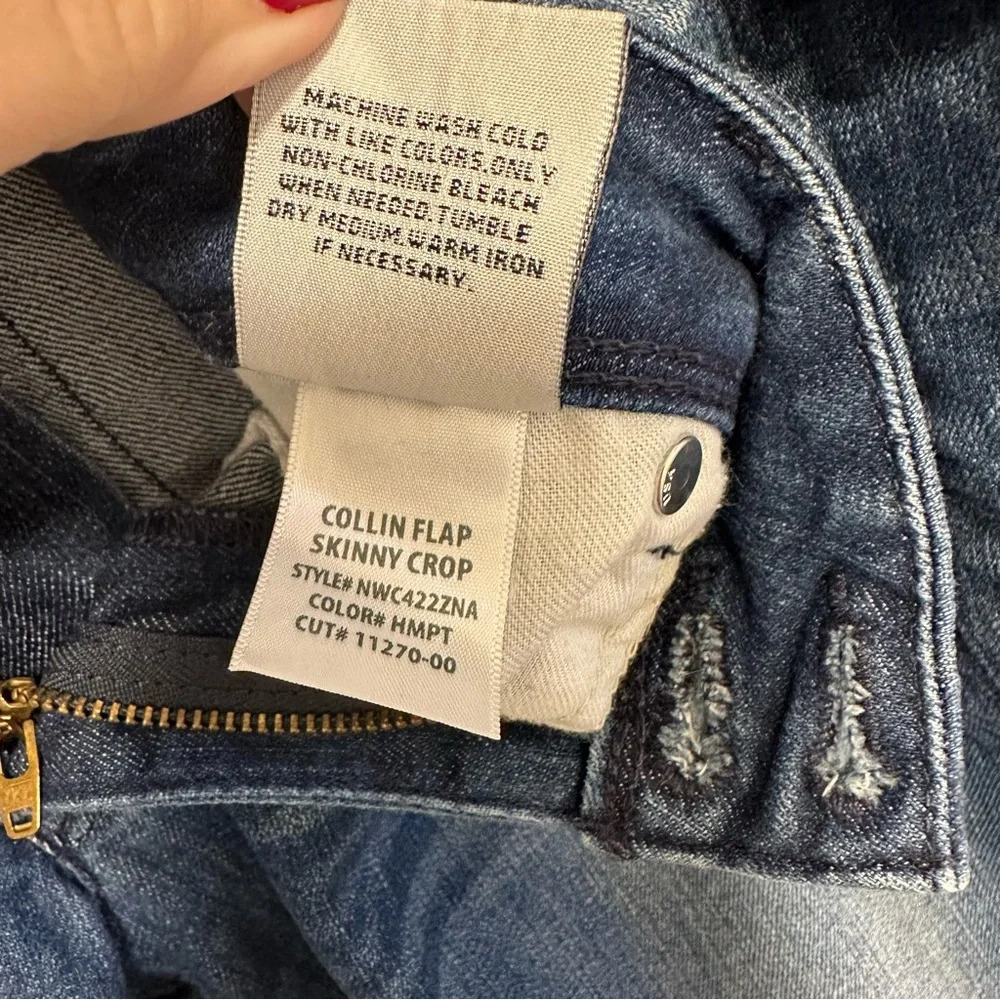 MACHINE WASH COLD
WITH LINE COLORS.ONLY
NON-CHLORINE BLEACH
WHEN NEEDED.TUMBLE
DRY MEDIUM.WARM IRON
IF NECESSARY.
COLLIN FLAP
SKINNY CROP
STYLE# NWC422ZNA
COLOR# HMPT
CUT# 11270-00